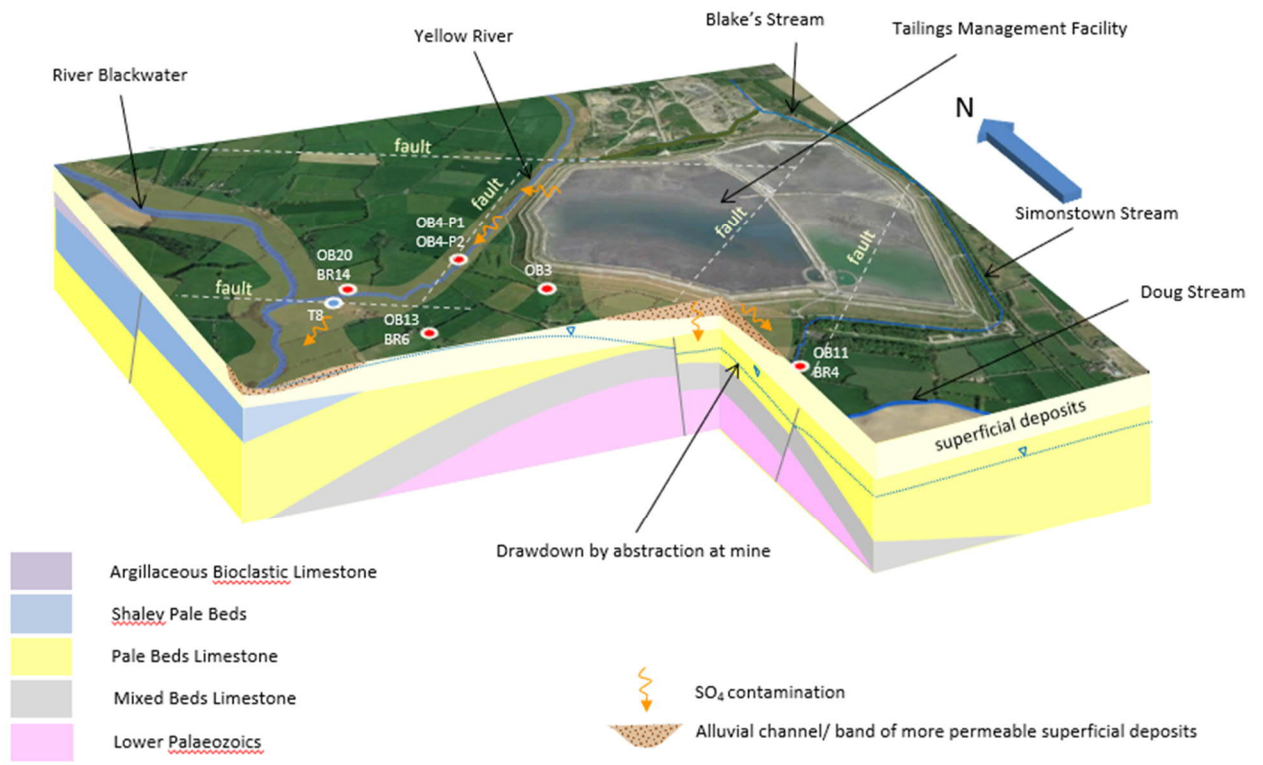 Blake's Stream
Tailings Management Facility
Yellow River
River Blackwater
N
fault
fault
Simonstown Stream
OB4-P1
OB4-P2
fault
fault
OB20
BR14
OB3
fault
Doug Stream
T8
OB13
BR6
OB11
BR4
superficial deposits
Drawdown by abstraction at mine
Argillaceous Bioclastic Limestone
Shaley Pale Beds
Pale Beds Limestone
Mixed Beds Limestone
Lower Palaeozoics
SO₄ contamination
Alluvial channel/ band of more permeable superficial deposits